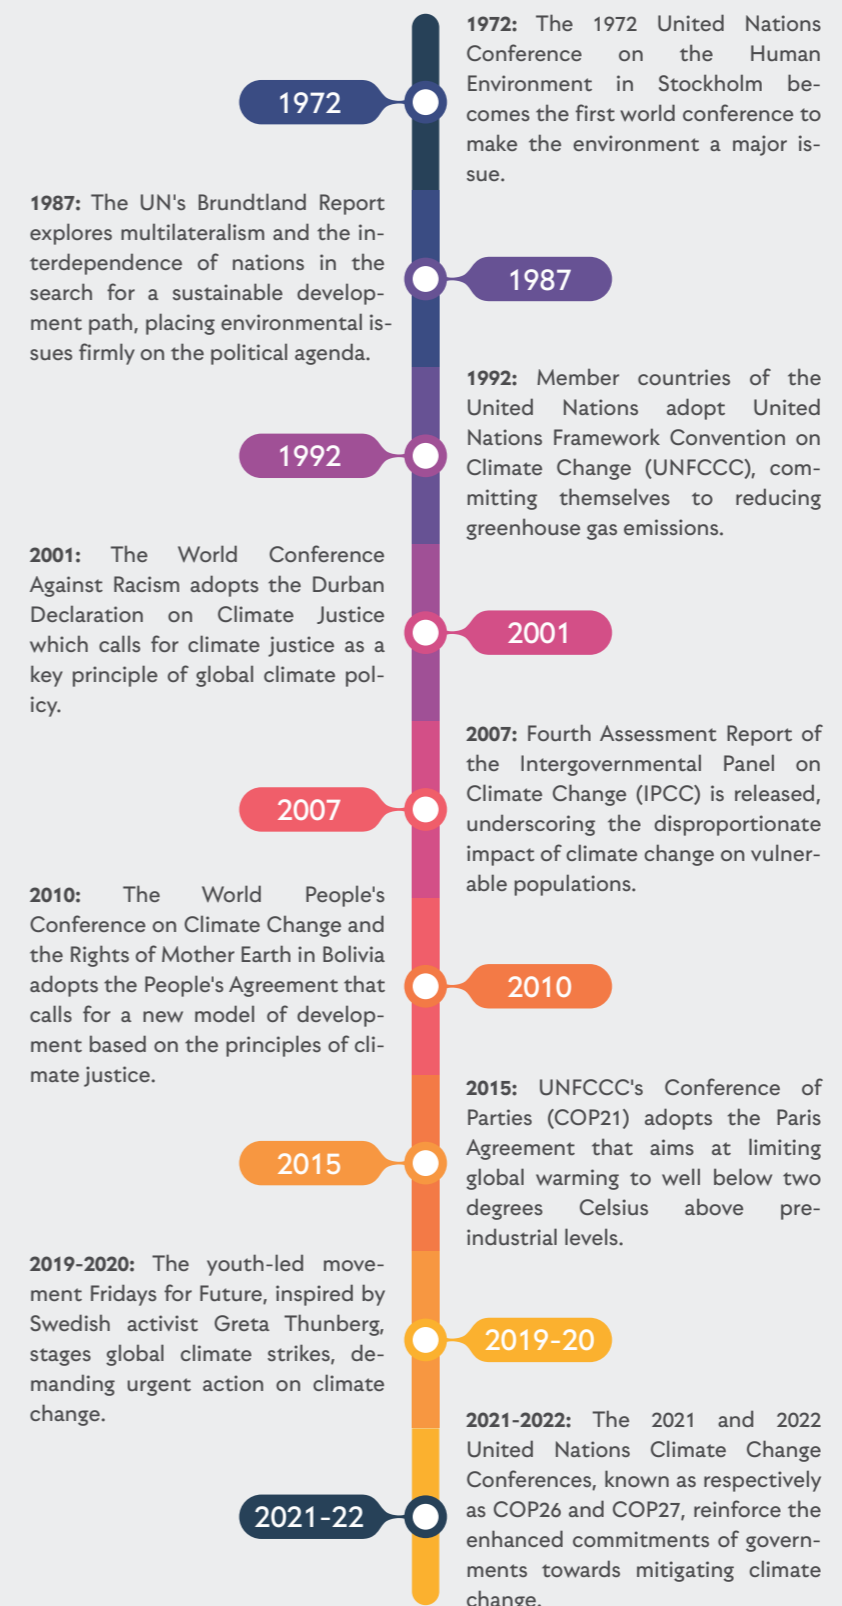 1972: The 1972 United Nations
Conference on the Human
Environment in Stockholm be-
comes the first world conference to
make the environment a major is-
sue.
1972
1987: The UN's Brundtland Report
explores multilateralism and the in-
terdependence of nations in the
search for a sustainable develop-
ment path, placing environmental is-
sues firmly on the political agenda.
1987
1992: Member countries of the
United Nations adopt United
Nations Framework Convention on
Climate Change (UNFCCC), com-
mitting themselves to reducing
greenhouse gas emissions.
1992
2001: The World Conference
Against Racism adopts the Durban
Declaration on Climate Justice
which calls for climate justice as a
key principle of global climate pol-
icy.
2001
2007: Fourth Assessment Report of
the Intergovernmental Panel on
Climate Change (IPCC) is released,
underscoring the disproportionate
impact of climate change on vulner-
able populations.
2007
2010: The World People's
Conference on Climate Change and
the Rights of Mother Earth in Bolivia
adopts the People's Agreement that
calls for a new model of develop-
ment based on the principles of cli-
mate justice.
2010
2015: UNFCCC's Conference of
Parties (COP21) adopts the Paris
Agreement that aims at limiting
global warming to well below two
degrees Celsius above pre-
industrial levels.
2015
2019-2020: The youth-led move-
ment Fridays for Future, inspired by
Swedish activist Greta Thunberg,
stages global climate strikes, de-
manding urgent action on climate
change.
2019-20
2021-2022: The 2021 and 2022
United Nations Climate Change
Conferences, known as respectively
as COP26 and COP27, reinforce the
enhanced commitments of govern-
ments towards mitigating climate
change.
2021-22